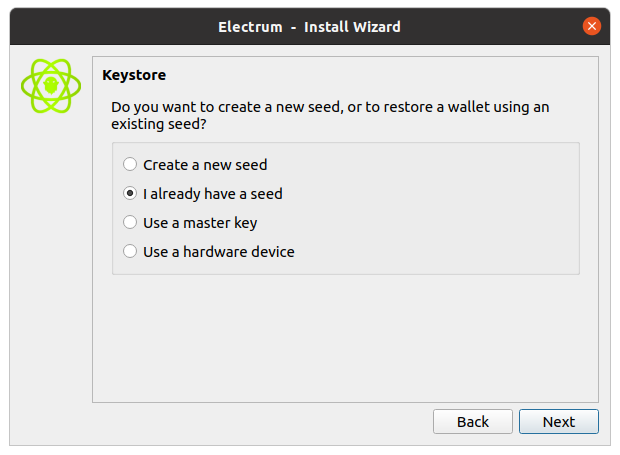 Electrum - Install Wizard
Keystore
Do you want to create a new seed, or to restore a wallet using an
existing seed?
Create a new seed
I already have a seed
Use a master key
Use a hardware device
Back
Next